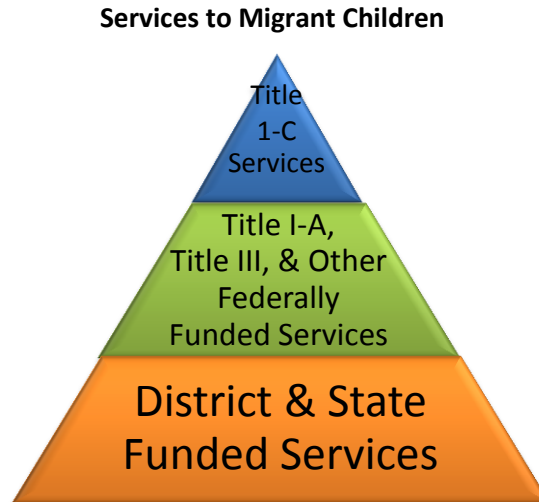 Services to Migrant Children
Title
1-C
Services
Title I-A,
Title III, & Other
Federally
Funded Services
District & State
Funded Services